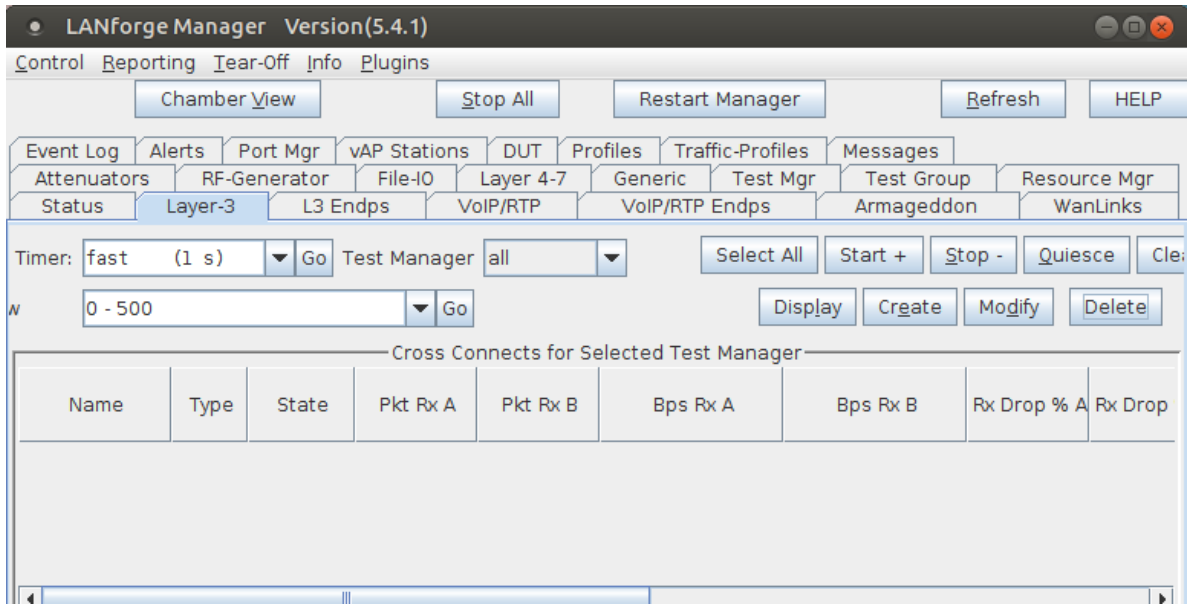 LANforge Manager Version(5.4.1)
Control Reporting Tear-Off Info Plugins
Chamber View Stop All Restart Manager Refresh HELP
Event Log Alerts Port Mgr vAP Stations DUT Profiles Traffic-Profiles Messages
Attenuators RF-Generator File-IO Layer 4-7 Generic Test Mgr Test Group Resource Mgr
Status Layer-3 L3 Endps VoIP/RTP VoIP/RTP Endps Armageddon WanLinks
Timer: fast (1 s) Go Test Manager all Select All Start + Stop - Quiesce Clea
w 0 - 500 Go Display Create Modify Delete
Cross Connects for Selected Test Manager
Name Type State Pkt Rx A Pkt Rx B Bps Rx A Bps Rx B Rx Drop % A Rx Drop